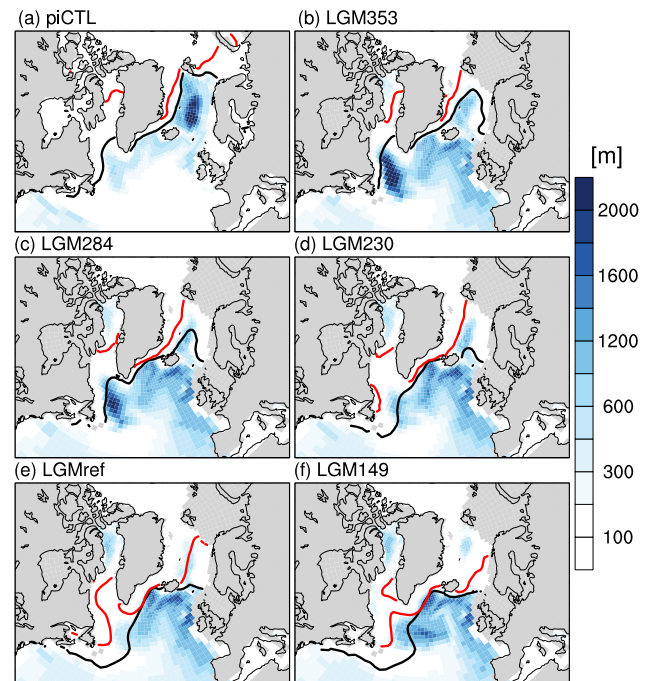 (a) piCTL
(b) LGM353
[m]
2000
1600
1200
600
300
100
(c) LGM284
(d) LGM230
(e) LGMref
(f) LGM149